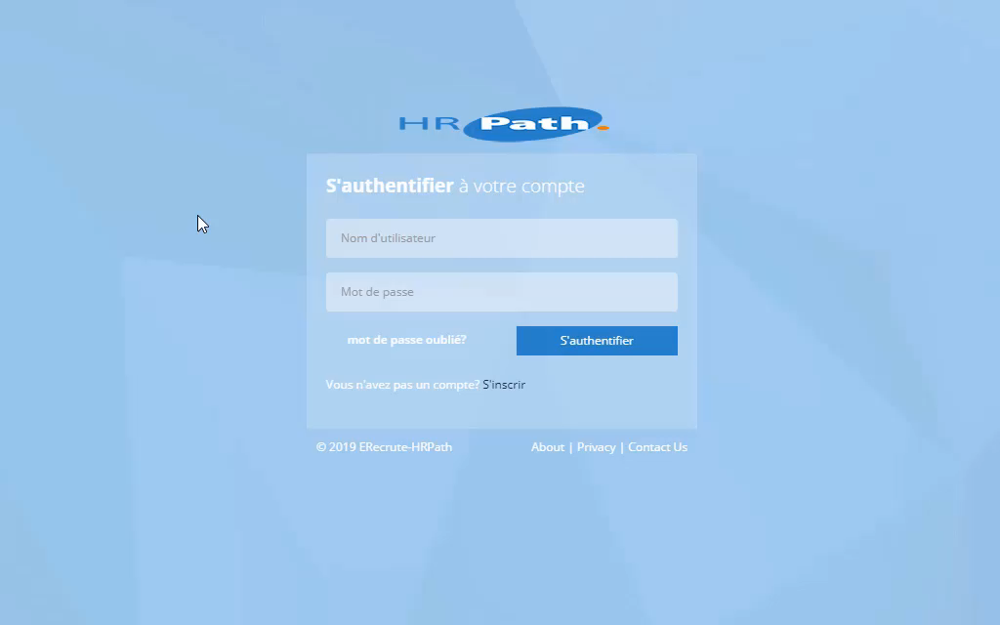 HR Path.
S'authentifier à votre compte
Nom d'utilisateur
Mot de passe
mot de passe oublié?
S'authentifier
Vous n'avez pas un compte? S'inscrir
© 2019 ERecrute-HRPath
About | Privacy | Contact Us